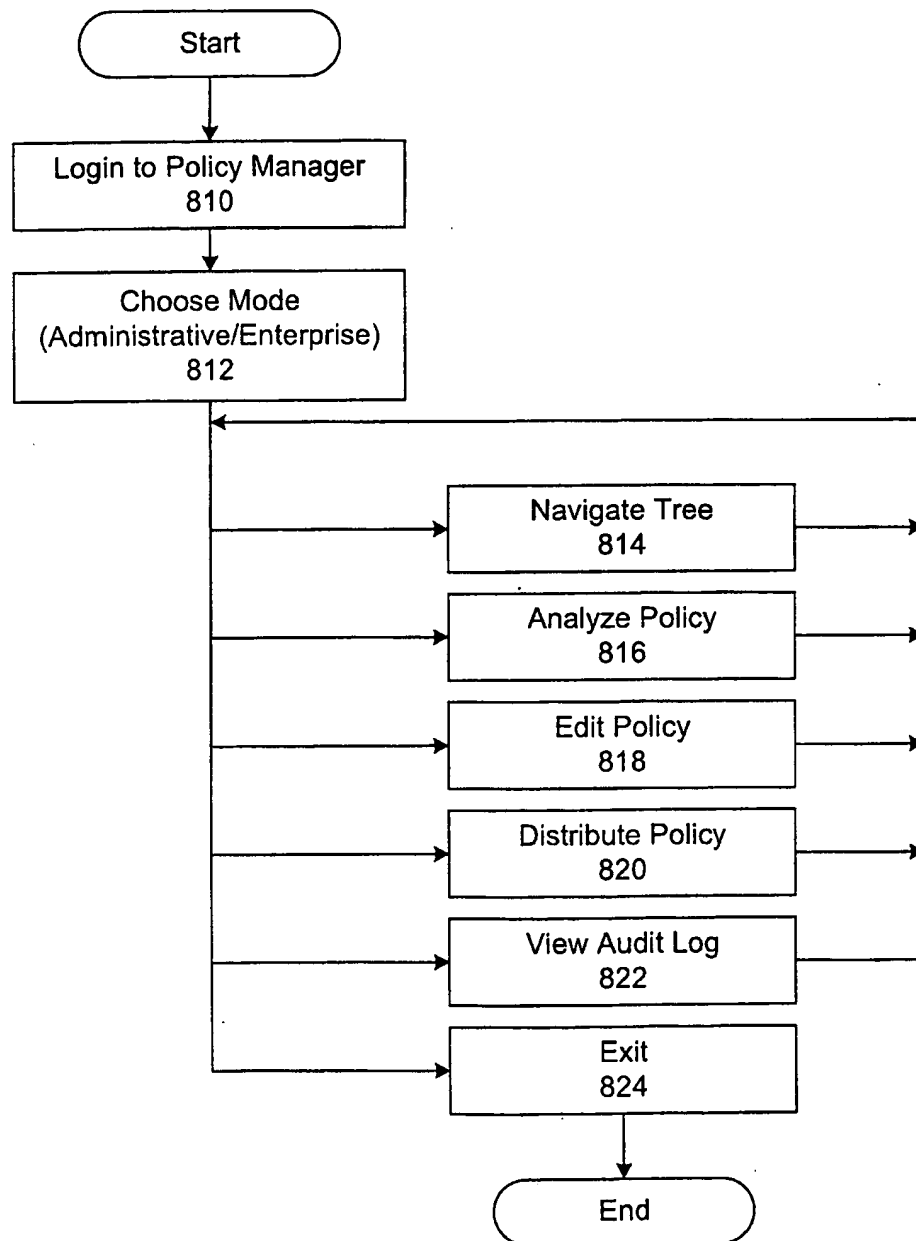 Start
Login to Policy Manager
810
Choose Mode
(Administrative/Enterprise)
812
Navigate Tree
814
Analyze Policy
816
Edit Policy
818
Distribute Policy
820
View Audit Log
822
Exit
824
End